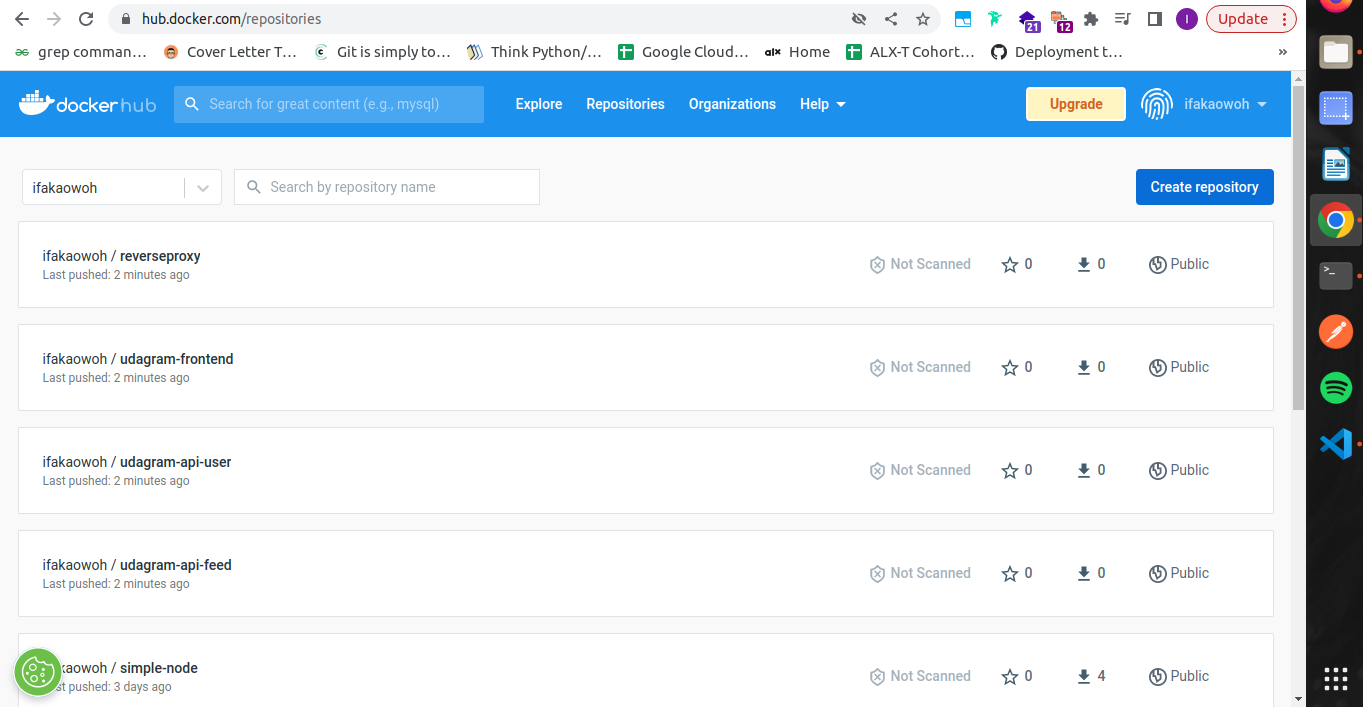 hub.docker.com/repositories
21
12
I
Update
grep comman…
Cover Letter T…
Git is simply to…
Think Python/…
Google Cloud…
alx Home
ALX-T Cohort…
Deployment t…
»
docker hub
Search for great content (e.g., mysql)
Explore
Repositories
Organizations
Help
Upgrade
ifakaowoh
ifakaowoh
Search by repository name
Create repository
ifakaowoh / reverseproxy
Last pushed: 2 minutes ago
Not Scanned
0
0
Public
ifakaowoh / udagram-frontend
Last pushed: 2 minutes ago
Not Scanned
0
0
Public
ifakaowoh / udagram-api-user
Last pushed: 2 minutes ago
Not Scanned
0
0
Public
ifakaowoh / udagram-api-feed
Last pushed: 2 minutes ago
Not Scanned
0
0
Public
kaowoh / simple-node
st pushed: 3 days ago
Not Scanned
0
4
Public